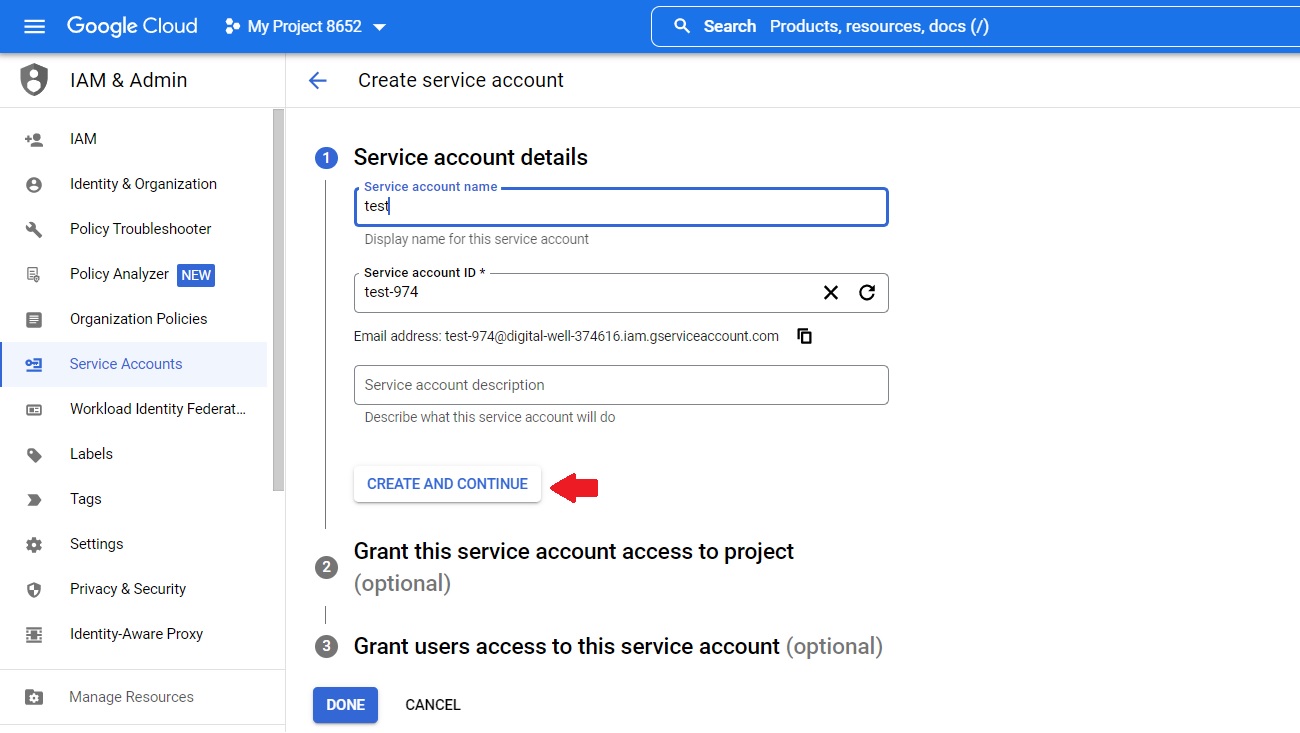 Google Cloud
My Project 8652
Search Products, resources, docs (/)
IAM & Admin
Create service account
IAM
Identity & Organization
Policy Troubleshooter
Policy Analyzer NEW
Organization Policies
Service Accounts
Workload Identity Federat...
Labels
Tags
Settings
Privacy & Security
Identity-Aware Proxy
Manage Resources
1 Service account details
Service account name
test
Display name for this service account
Service account ID *
test-974
Email address: test-974@digital-well-374616.iam.gserviceaccount.com
Service account description
Describe what this service account will do
CREATE AND CONTINUE
2 Grant this service account access to project
(optional)
3 Grant users access to this service account (optional)
DONE CANCEL